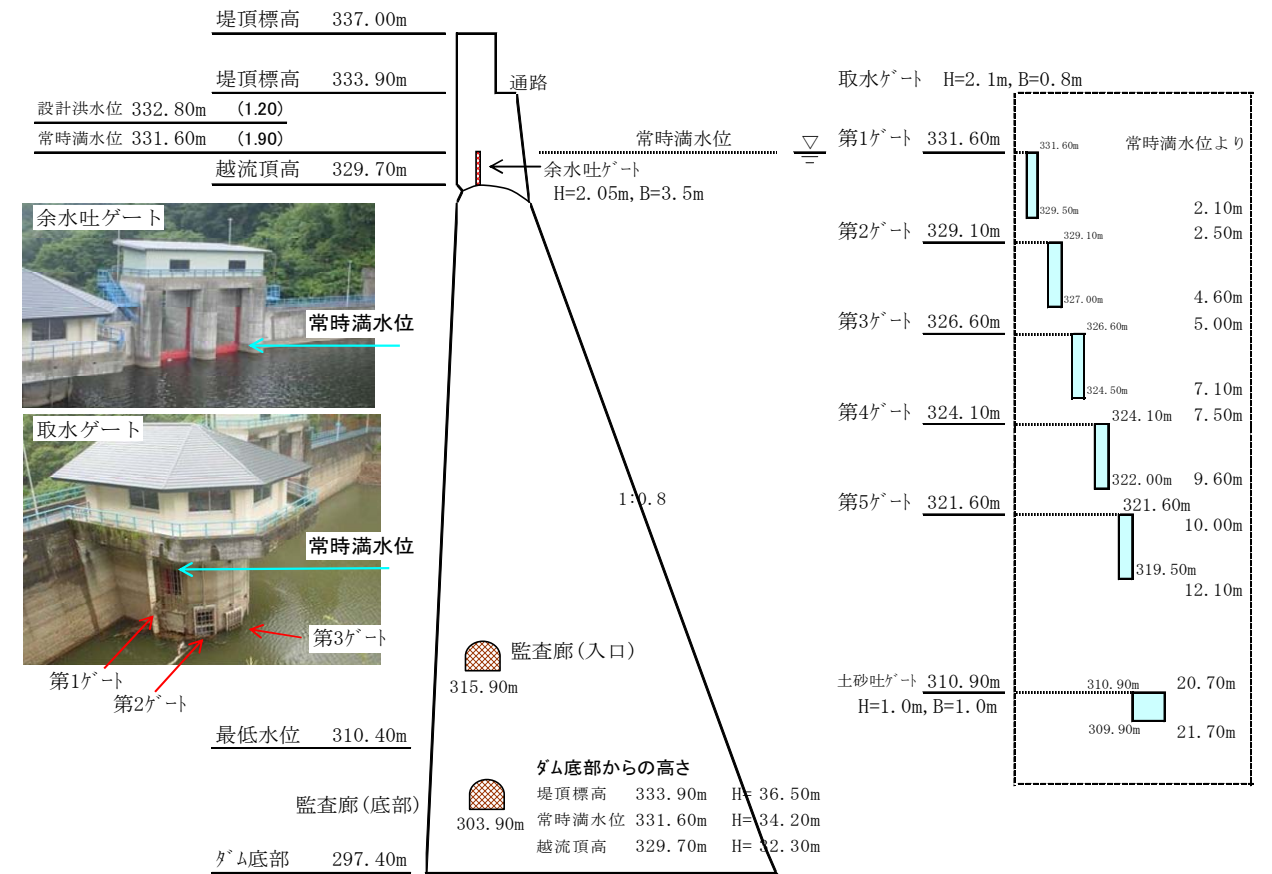 堤頂標高 337.00m
堤頂標高 333.90m
設計洪水位 332.80m (1.20)
常時満水位 331.60m (1.90)
越流頂高 329.70m
通路
常時満水位
余水吐ｹﾞｰﾄ
H=2.05m,B=3.5m
余水吐ゲート
常時満水位
取水ゲート
常時満水位
第3ｹﾞｰﾄ
第1ｹﾞｰﾄ
第2ｹﾞｰﾄ
1:0.8
監査廊(入口)
315.90m
最低水位 310.40m
監査廊(底部)
303.90m
ﾀﾞﾑ底部 297.40m
ﾀﾞﾑ底部からの高さ
堤頂標高 333.90m H= 36.50m
常時満水位 331.60m H= 34.20m
越流頂高 329.70m H= 32.30m
取水ｹﾞｰﾄ H=2.1m,B=0.8m
常時満水位より
第1ｹﾞｰﾄ 331.60m 331.60m
329.50m 2.10m
第2ｹﾞｰﾄ 329.10m 329.10m 2.50m
327.00m 4.60m
第3ｹﾞｰﾄ 326.60m 326.60m 5.00m
324.50m 7.10m
第4ｹﾞｰﾄ 324.10m 324.10m 7.50m
322.00m 9.60m
第5ｹﾞｰﾄ 321.60m 321.60m 10.00m
319.50m 12.10m
土砂吐ｹﾞｰﾄ 310.90m 310.90m 20.70m
H=1.0m,B=1.0m
309.90m 21.70m